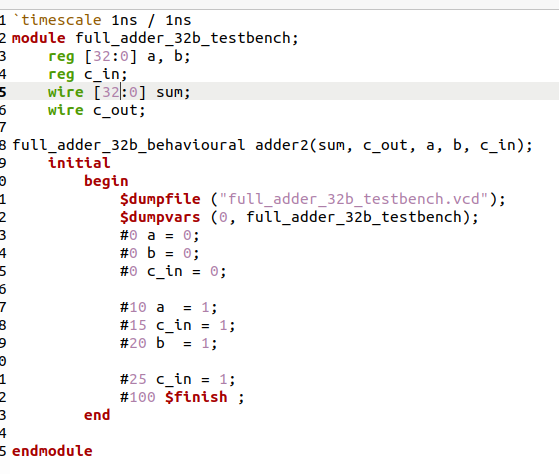 1 `timescale 1ns / 1ns
2 module full_adder_32b_testbench;
3 reg [32:0] a, b;
4 reg c_in;
5 wire [32:0] sum;
6 wire c_out;
7
8 full_adder_32b_behavioural adder2(sum, c_out, a, b, c_in);
9 initial
0 begin
1 $dumpfile ("full_adder_32b_testbench.vcd");
2 $dumpvars (0, full_adder_32b_testbench);
3 #0 a = 0;
4 #0 b = 0;
5 #0 c_in = 0;
6
7 #10 a  = 1;
8 #15 c_in = 1;
9 #20 b  = 1;
0
1 #25 c_in = 1;
2 #100 $finish ;
3 end
4
5 endmodule